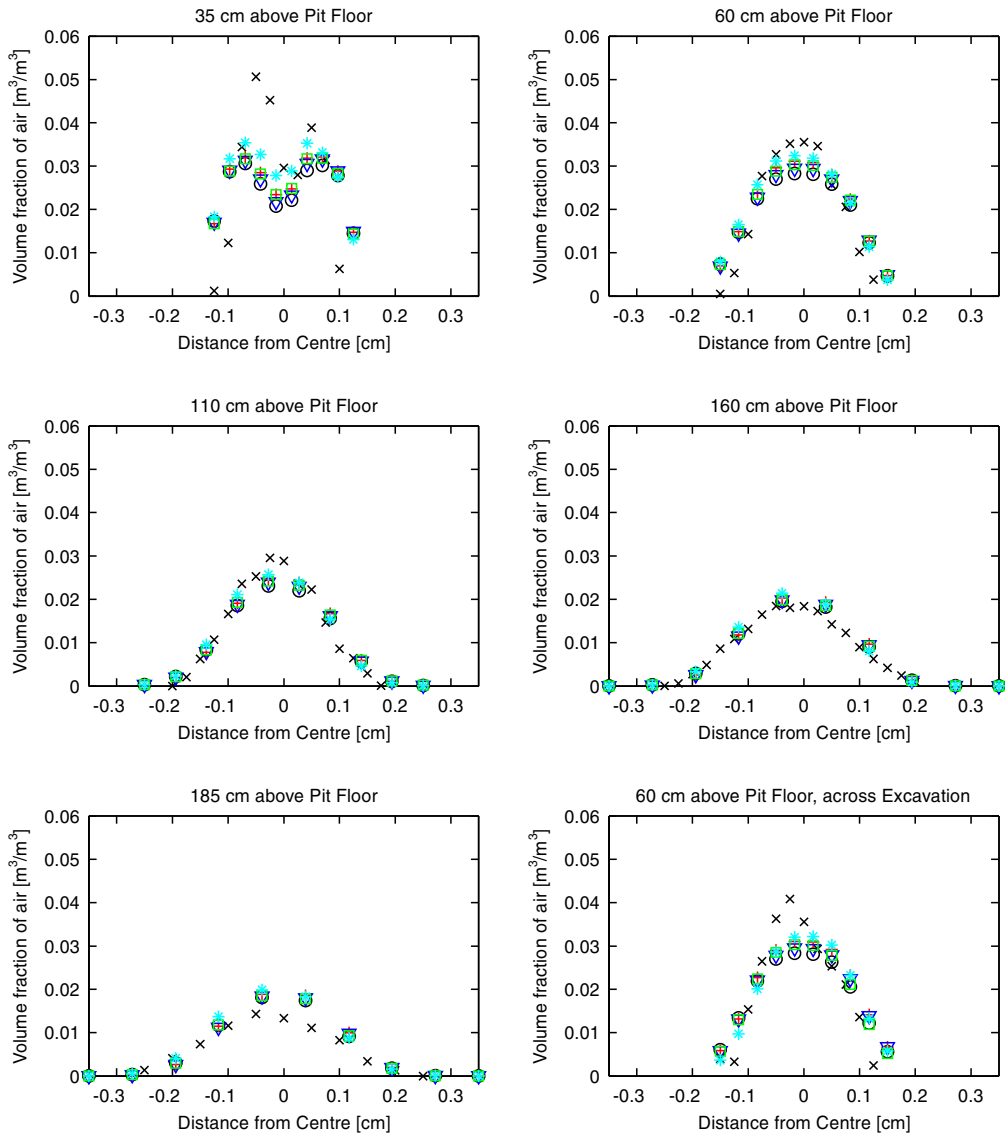 35 cm above Pit Floor
Volume fraction of air [m³/m³]
0.06
0.05
0.04
0.03
0.02
0.01
0
-0.3 -0.2 -0.1 0 0.1 0.2 0.3
Distance from Centre [cm]
60 cm above Pit Floor
Volume fraction of air [m³/m³]
0.06
0.05
0.04
0.03
0.02
0.01
0
-0.3 -0.2 -0.1 0 0.1 0.2 0.3
Distance from Centre [cm]
110 cm above Pit Floor
Volume fraction of air [m³/m³]
0.06
0.05
0.04
0.03
0.02
0.01
0
-0.3 -0.2 -0.1 0 0.1 0.2 0.3
Distance from Centre [cm]
160 cm above Pit Floor
Volume fraction of air [m³/m³]
0.06
0.05
0.04
0.03
0.02
0.01
0
-0.3 -0.2 -0.1 0 0.1 0.2 0.3
Distance from Centre [cm]
185 cm above Pit Floor
Volume fraction of air [m³/m³]
0.06
0.05
0.04
0.03
0.02
0.01
0
-0.3 -0.2 -0.1 0 0.1 0.2 0.3
Distance from Centre [cm]
60 cm above Pit Floor, across Excavation
Volume fraction of air [m³/m³]
0.06
0.05
0.04
0.03
0.02
0.01
0
-0.3 -0.2 -0.1 0 0.1 0.2 0.3
Distance from Centre [cm]